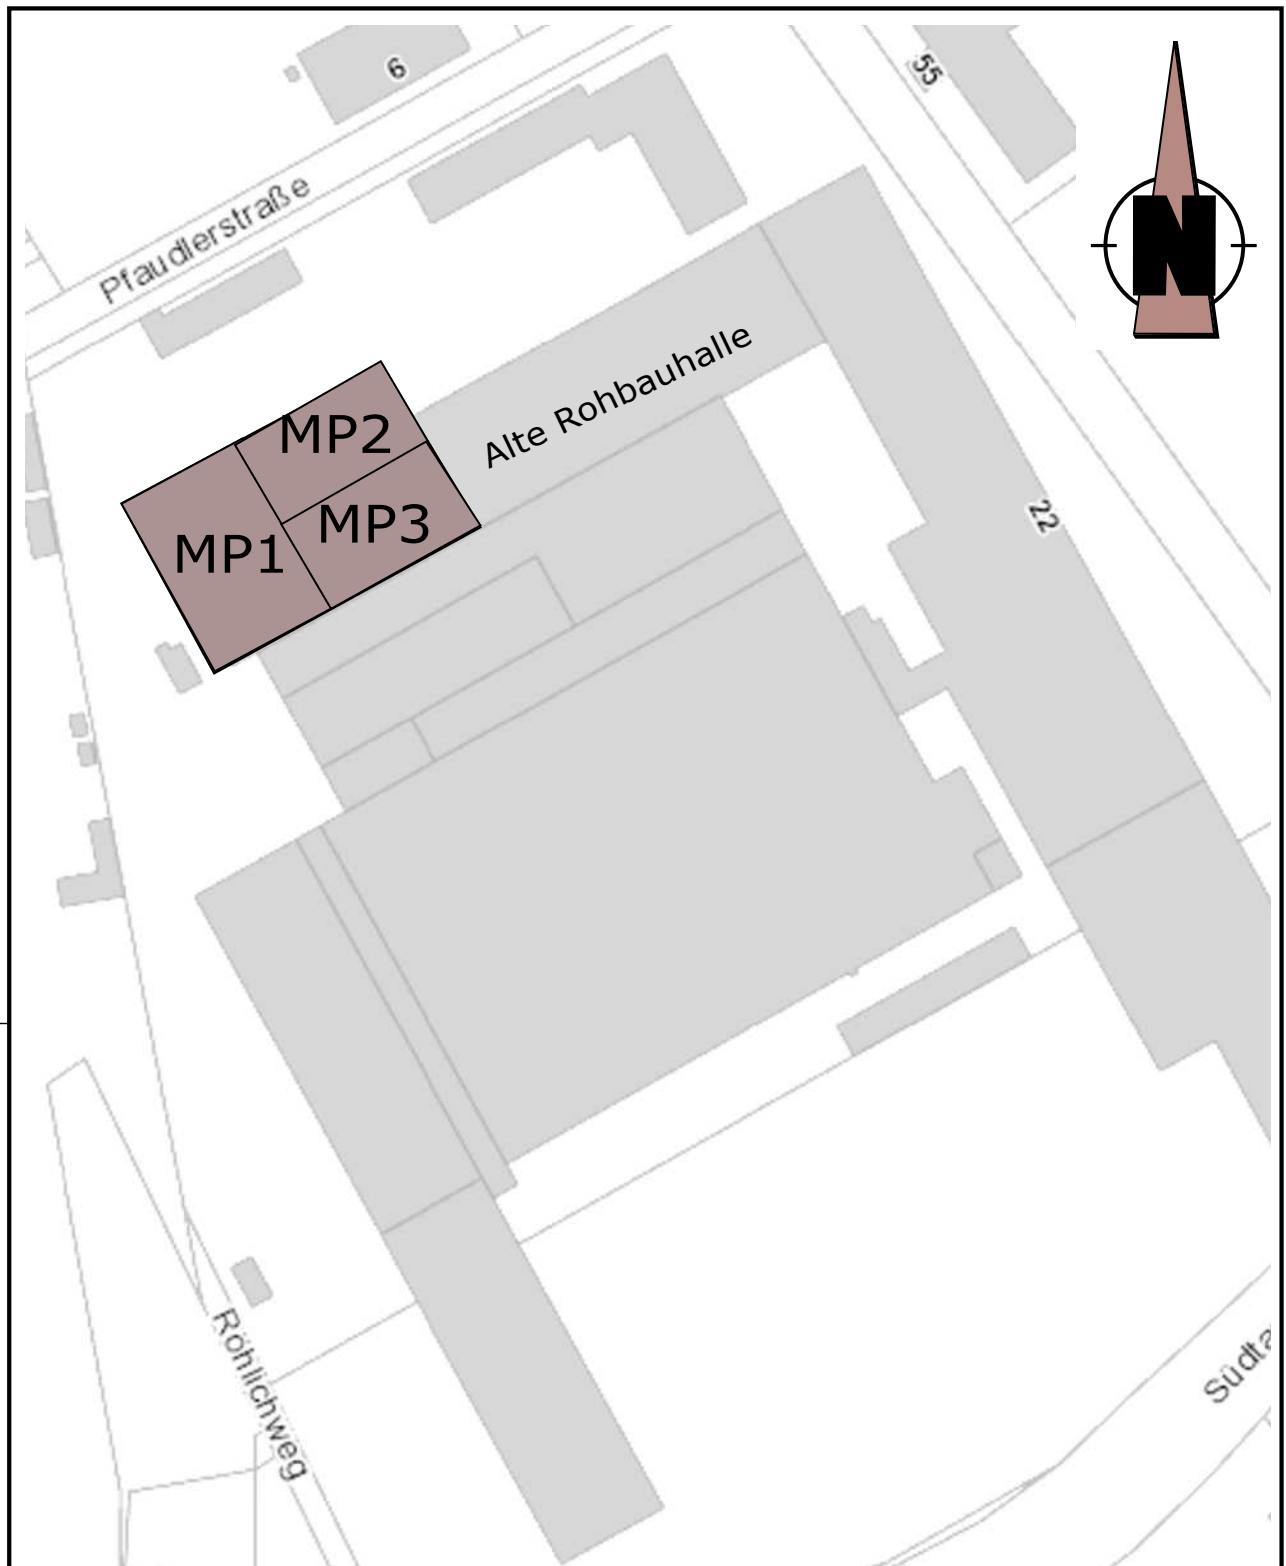 6
55
N
Pfaudlerstraße
Alte Rohbauhalle
MP2
MP3
MP1
22
Südta
Röhlichweg